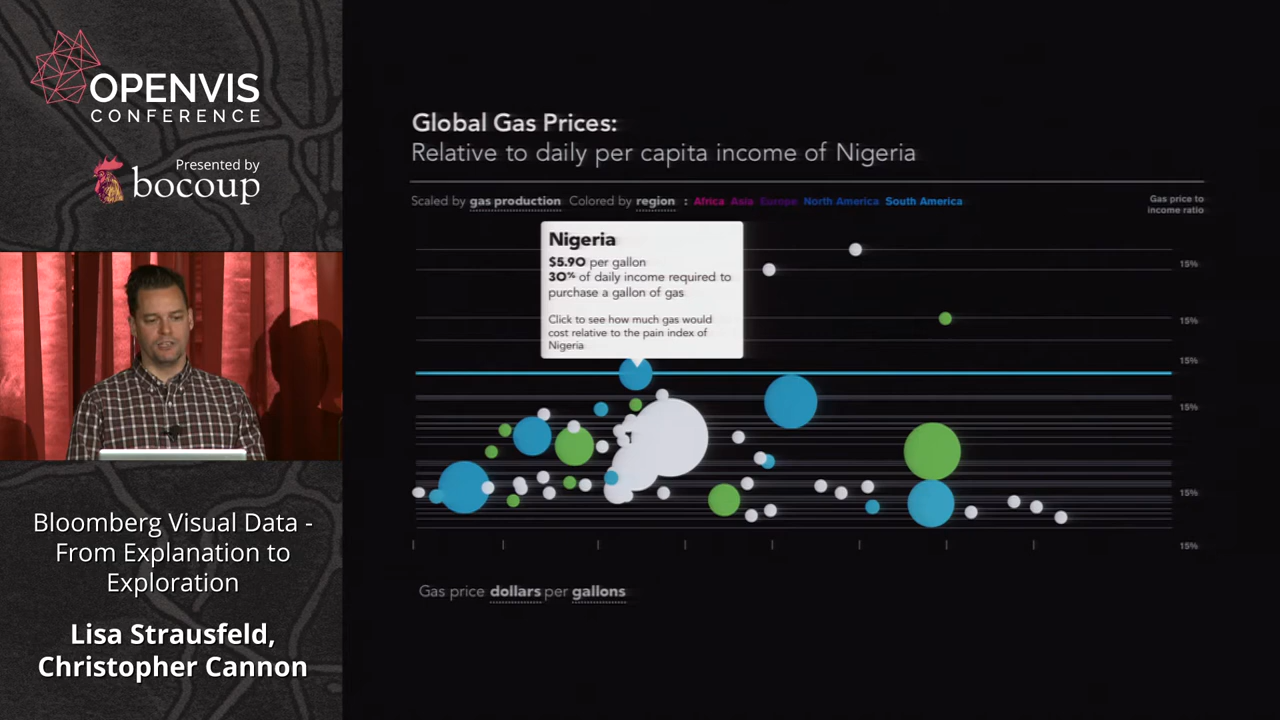 OPENVIS
CONFERENCE
Presented by
bocoup
Bloomberg Visual Data -
From Explanation to
Exploration
Lisa Strausfeld,
Christopher Cannon
Global Gas Prices:
Relative to daily per capita income of Nigeria
Scaled by gas production Colored by region : Africa Asia Europe North America South America
Gas price to
income ratio
Nigeria
$5.90 per gallon
30% of daily income required to
purchase a gallon of gas
Click to see how much gas would
cost relative to the pain index of
Nigeria
15%
15%
15%
15%
15%
15%
Gas price dollars per gallons